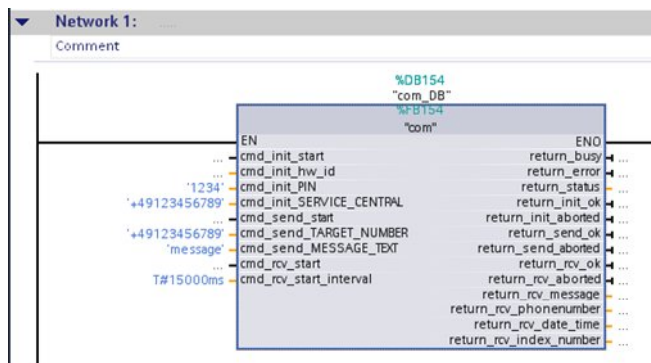 Network 1: .....
Comment
%DB154
"com_DB"
%FB154
"com"
EN ENO
... cmd_init_start return_busy ...
... cmd_init_hw_id return_error ...
'1234' cmd_init_PIN return_status ...
'+49123456789' cmd_init_SERVICE_CENTRAL return_init_ok ...
... cmd_send_start return_init_aborted ...
'+49123456789' cmd_send_TARGET_NUMBER return_send_ok ...
'message' cmd_send_MESSAGE_TEXT return_send_aborted ...
... cmd_rcv_start return_rcv_ok ...
T#15000ms cmd_rcv_start_interval return_rcv_aborted ...
return_rcv_message ...
return_rcv_phonenumber ...
return_rcv_date_time ...
return_rcv_index_number ...